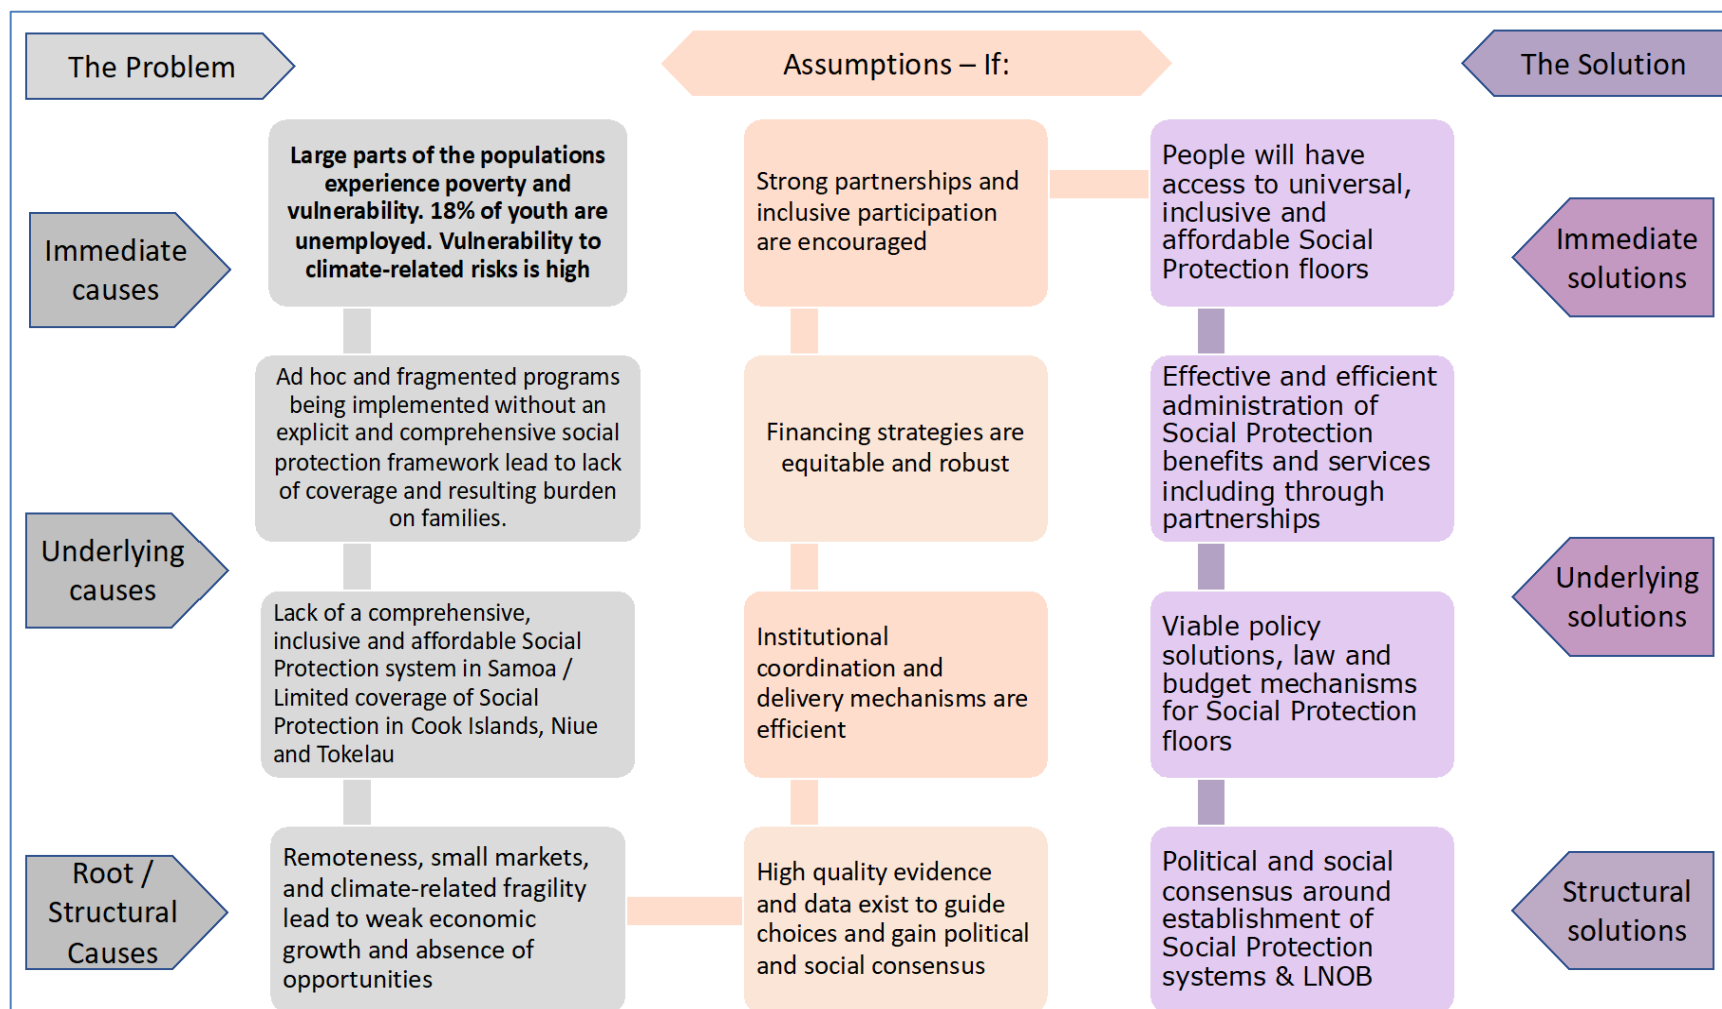 The Problem
Assumptions – If:
The Solution
Immediate
causes
Large parts of the populations
experience poverty and
vulnerability. 18% of youth are
unemployed. Vulnerability to
climate-related risks is high
Strong partnerships and
inclusive participation
are encouraged
People will have
access to universal,
inclusive and
affordable Social
Protection floors
Immediate
solutions
Ad hoc and fragmented programs
being implemented without an
explicit and comprehensive social
protection framework lead to lack
of coverage and resulting burden
on families.
Financing strategies are
equitable and robust
Effective and efficient
administration of
Social Protection
benefits and services
including through
partnerships
Underlying
causes
Underlying
solutions
Lack of a comprehensive,
inclusive and affordable Social
Protection system in Samoa /
Limited coverage of Social
Protection in Cook Islands, Niue
and Tokelau
Institutional
coordination and
delivery mechanisms are
efficient
Viable policy
solutions, law and
budget mechanisms
for Social Protection
floors
Root /
Structural
Causes
Remoteness, small markets,
and climate-related fragility
lead to weak economic
growth and absence of
opportunities
High quality evidence
and data exist to guide
choices and gain political
and social consensus
Political and social
consensus around
establishment of
Social Protection
systems & LNOB
Structural
solutions